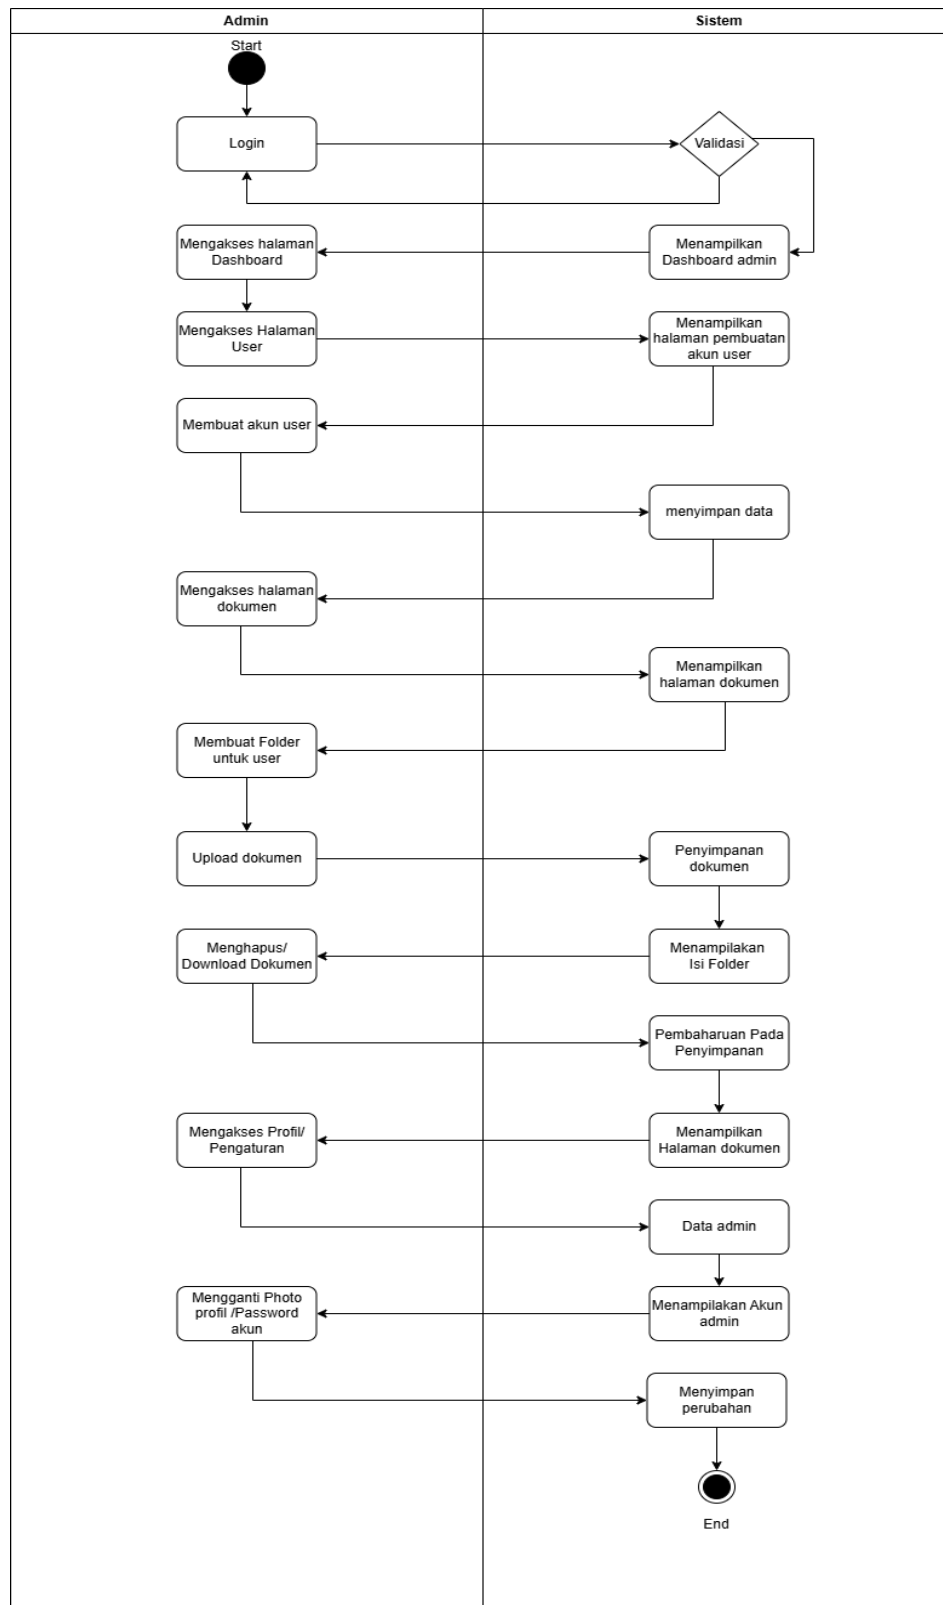 Admin
Sistem
Start
Login
Validasi
Mengakses halaman
Dashboard
Menampilkan
Dashboard admin
Mengakses Halaman
User
Menampilkan
halaman pembuatan
akun user
Membuat akun user
menyimpan data
Mengakses halaman
dokumen
Menampilkan
halaman dokumen
Membuat Folder
untuk user
Upload dokumen
Penyimpanan
dokumen
Menghapus/
Download Dokumen
Menampilakan
Isi Folder
Pembaharuan Pada
Penyimpanan
Mengakses Profil/
Pengaturan
Menampilkan
Halaman dokumen
Data admin
Mengganti Photo
profil /Password
akun
Menampilakan Akun
admin
Menyimpan
perubahan
End